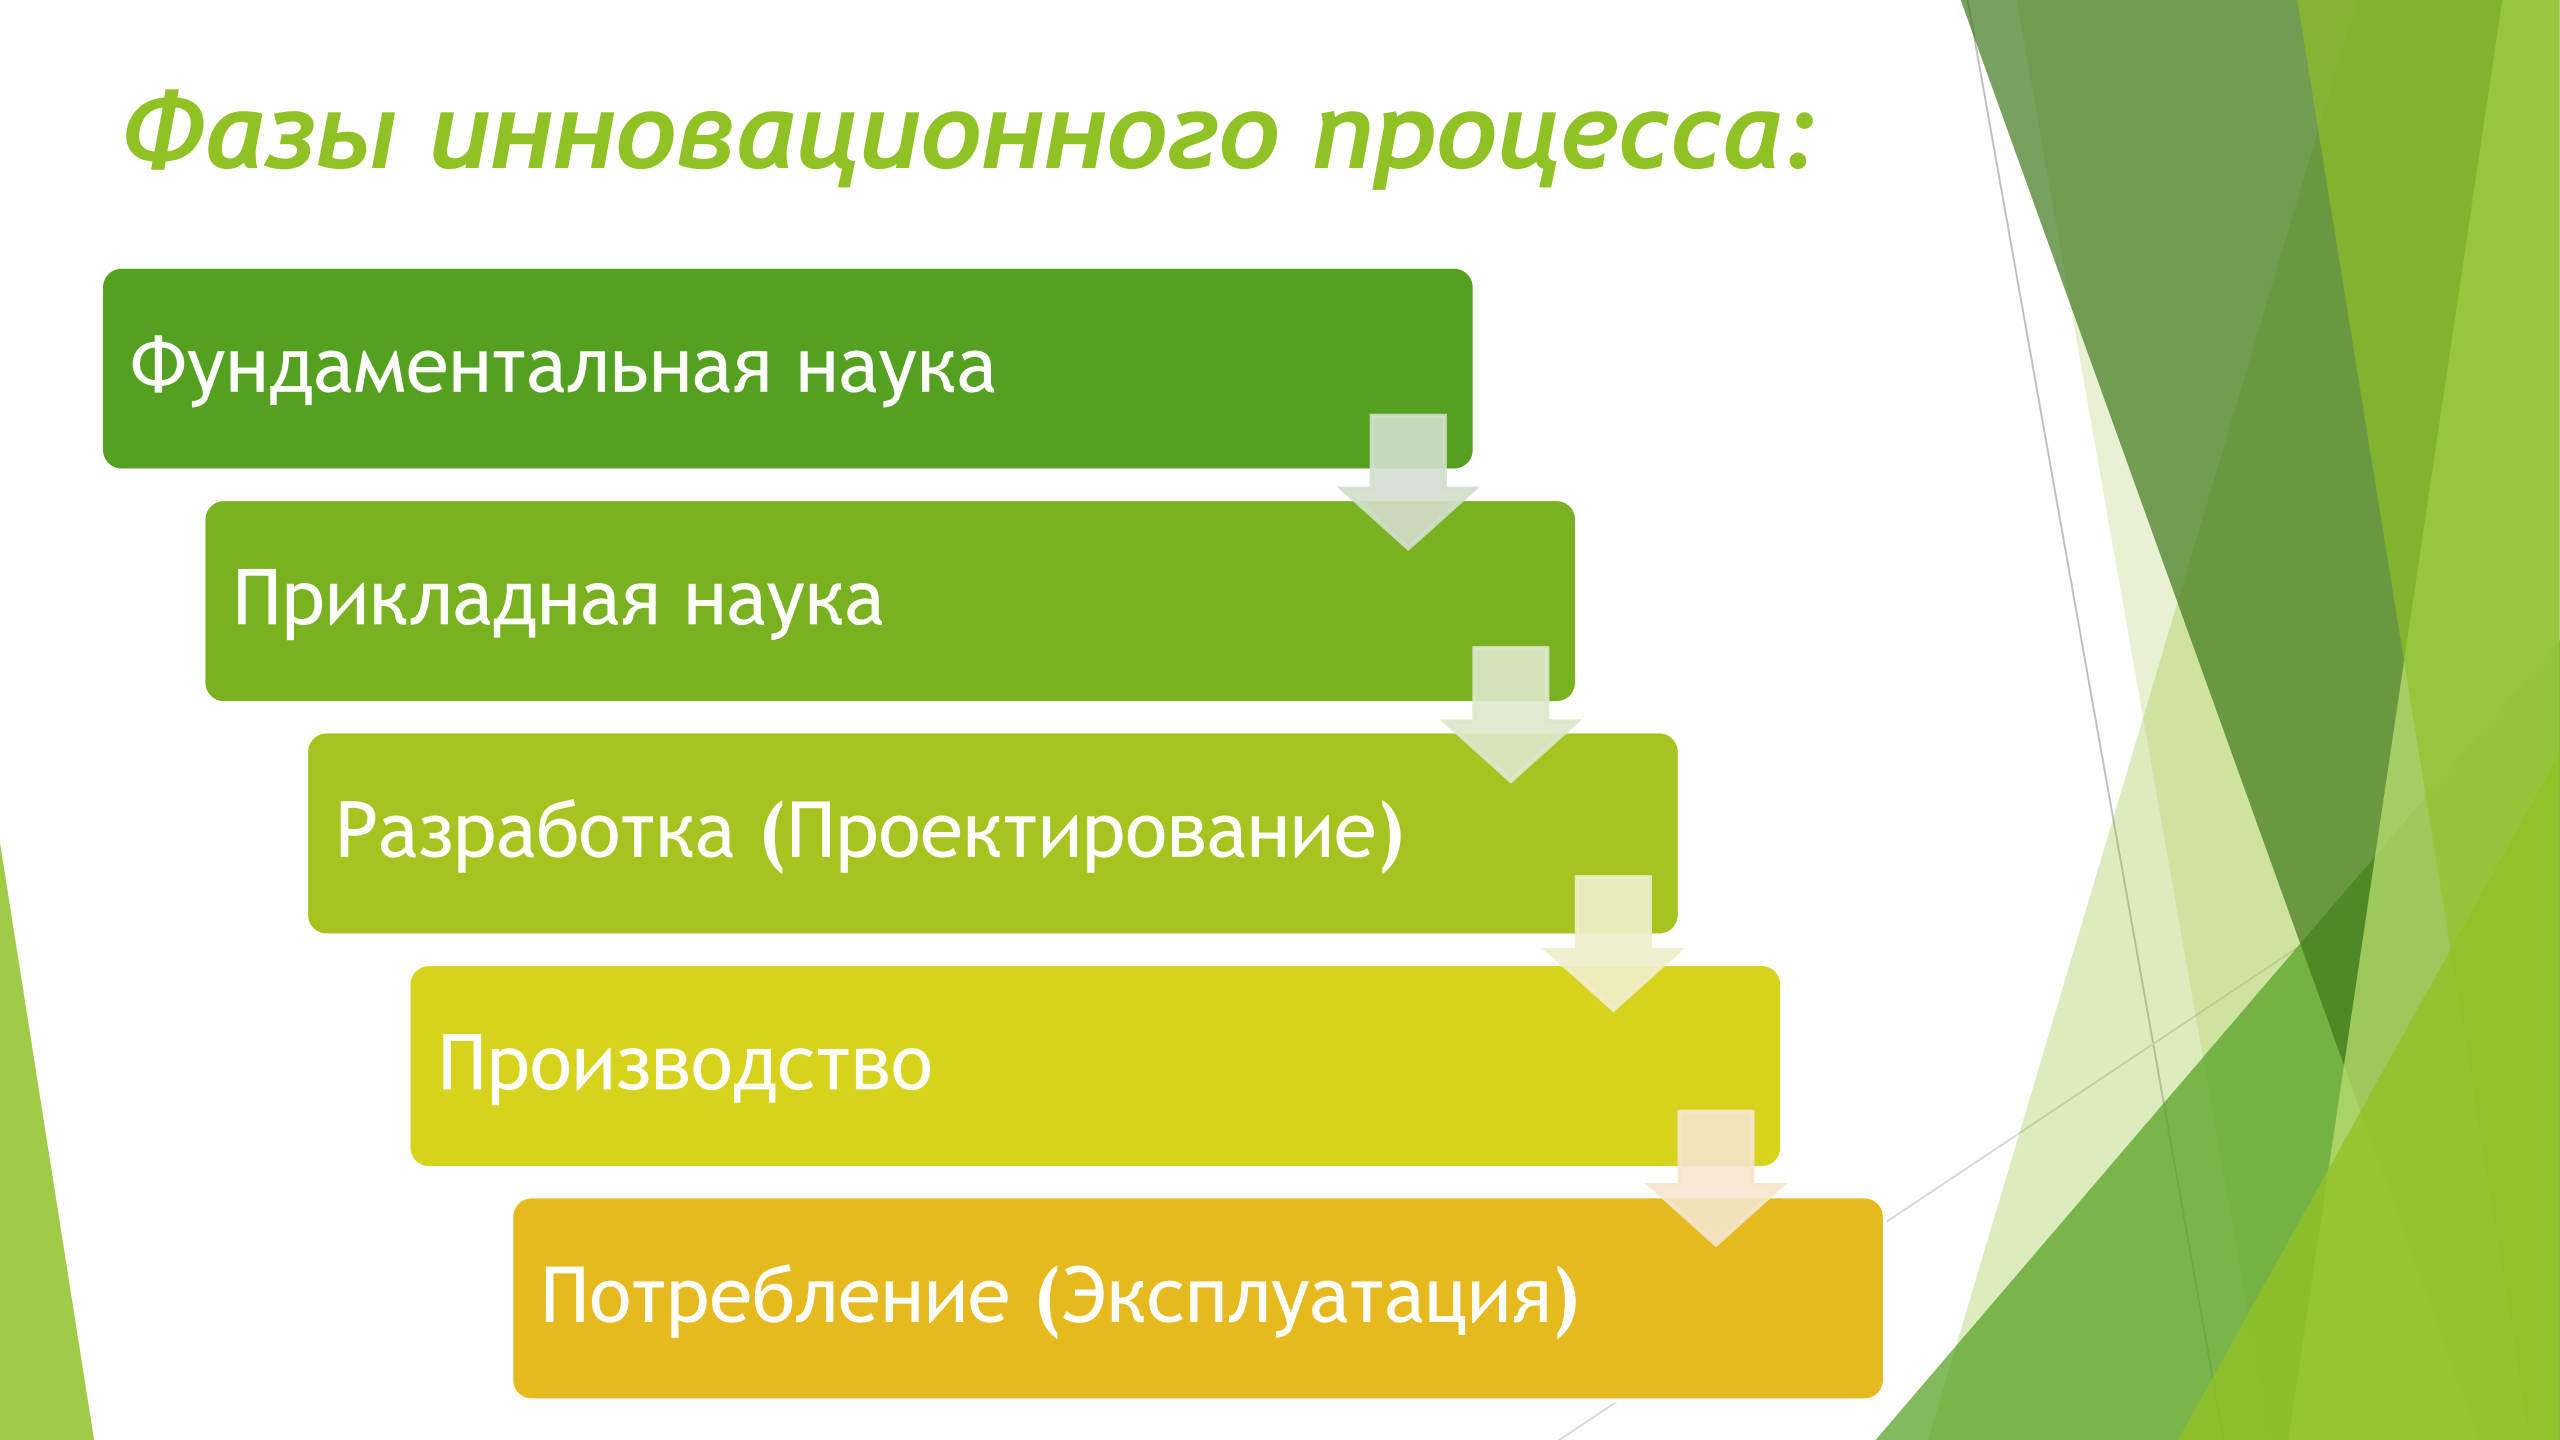 Фазы инновационного процесса:
Фундаментальная наука
Прикладная наука
Разработка (Проектирование)
Производство
Потребление (Эксплуатация)